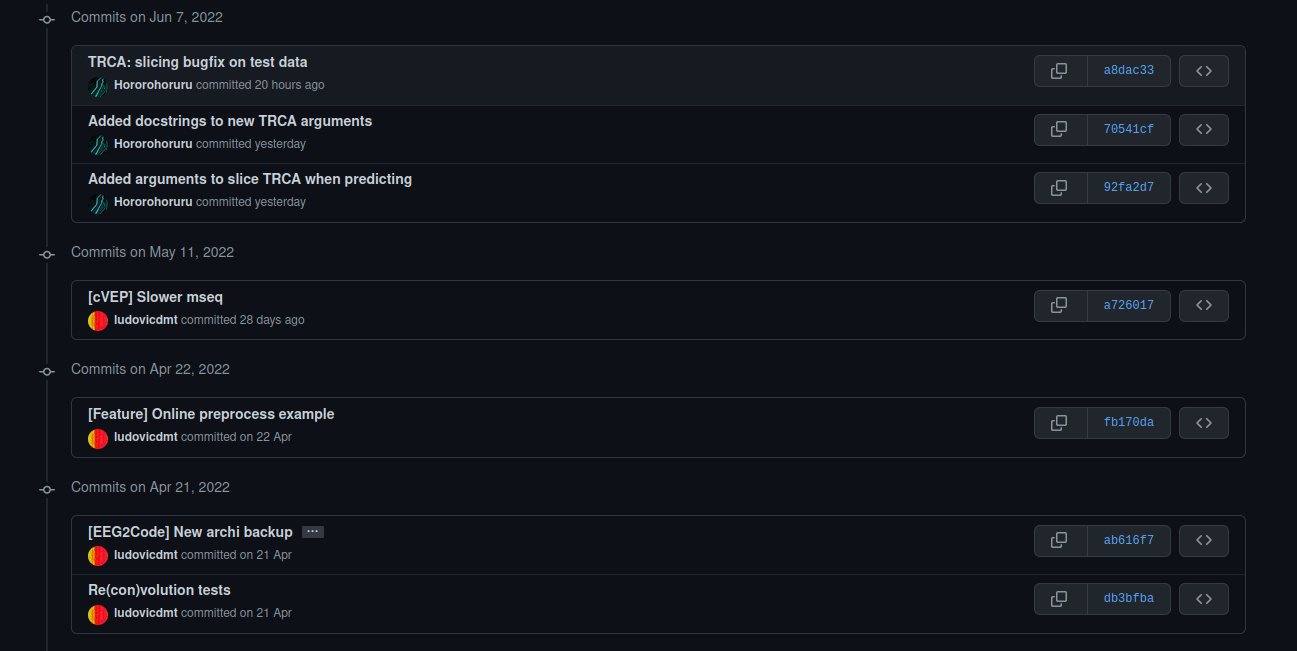 Commits on Jun 7, 2022
TRCA: slicing bugfix on test data
a8dac33
Hororohoruru committed 20 hours ago
Added docstrings to new TRCA arguments
70541cf
Hororohoruru committed yesterday
Added arguments to slice TRCA when predicting
92fa2d7
Hororohoruru committed yesterday
Commits on May 11, 2022
[cVEP] Slower mseq
a726017
ludovicdmt committed 28 days ago
Commits on Apr 22, 2022
[Feature] Online preprocess example
fb170da
ludovicdmt committed on 22 Apr
Commits on Apr 21, 2022
[EEG2Code] New archi backup ...
ab616f7
ludovicdmt committed on 21 Apr
Re(con)volution tests
db3bfba
ludovicdmt committed on 21 Apr